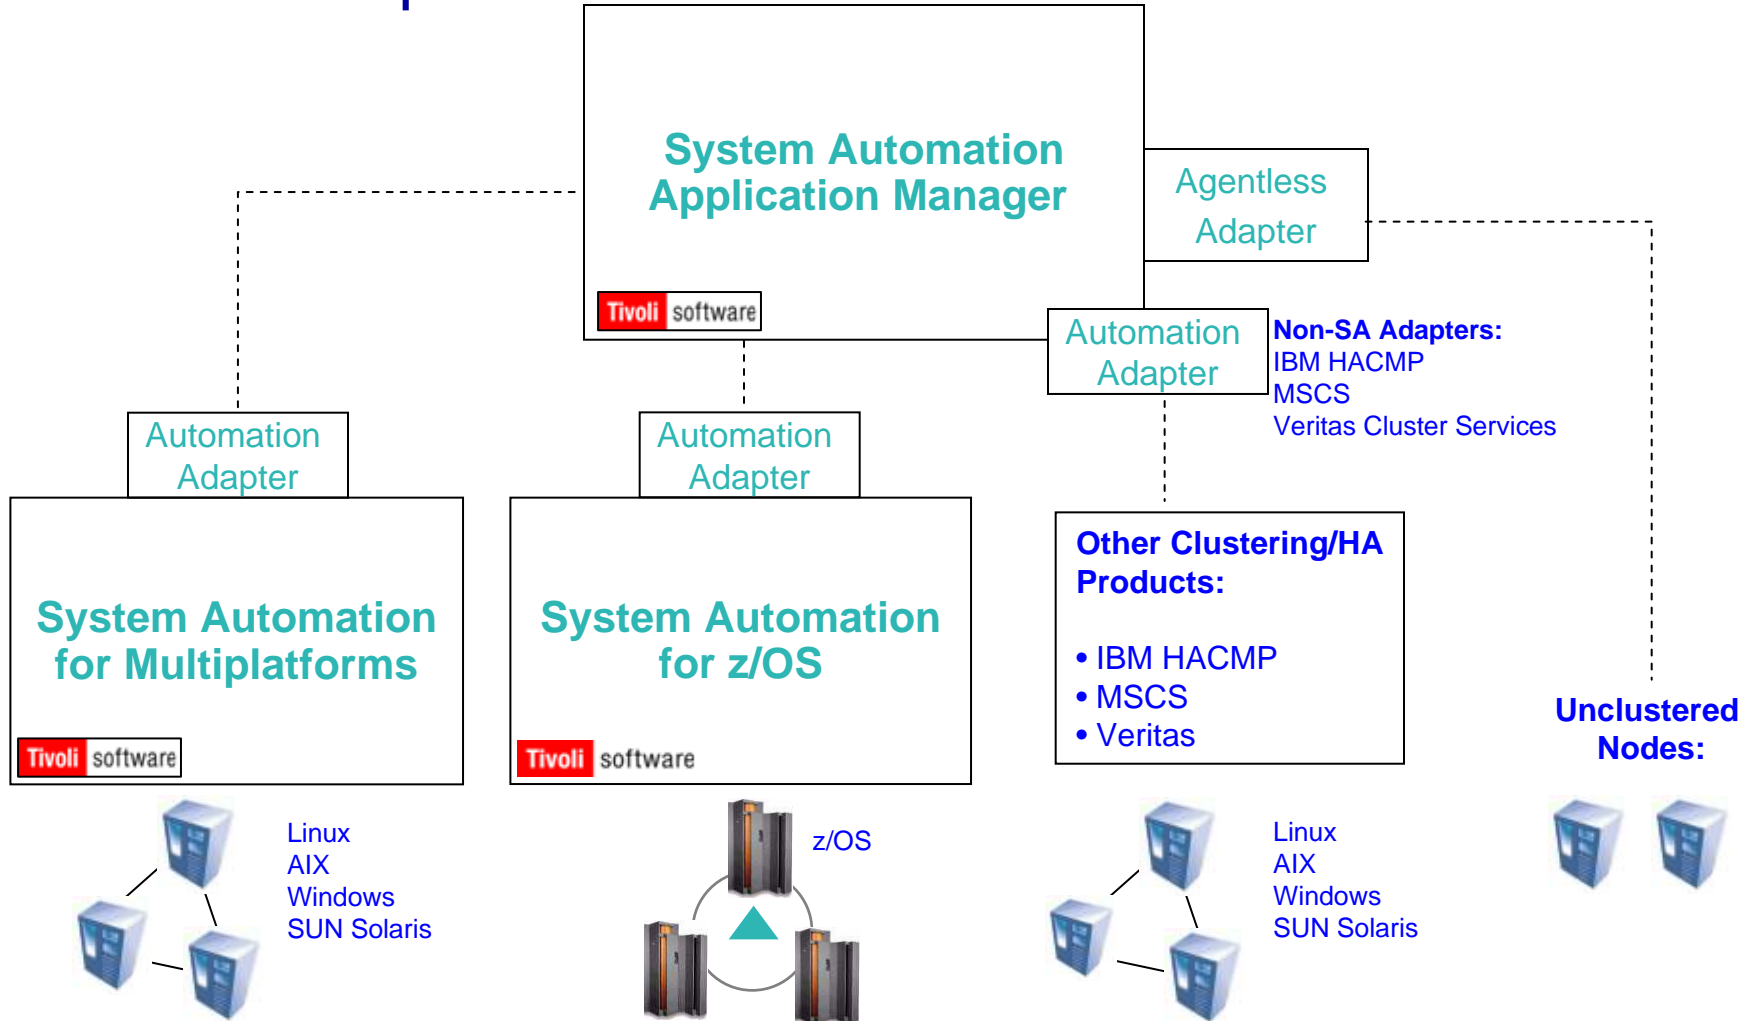 System Automation
Application Manager
Tivoli software
Agentless
Adapter
Automation
Adapter
Non-SA Adapters:
IBM HACMP
MSCS
Veritas Cluster Services
Automation
Adapter
System Automation
for Multiplatforms
Tivoli software
Automation
Adapter
System Automation
for z/OS
Tivoli software
Other Clustering/HA
Products:
• IBM HACMP
• MSCS
• Veritas
Unclustered
Nodes:
Linux
AIX
Windows
SUN Solaris
z/OS
Linux
AIX
Windows
SUN Solaris